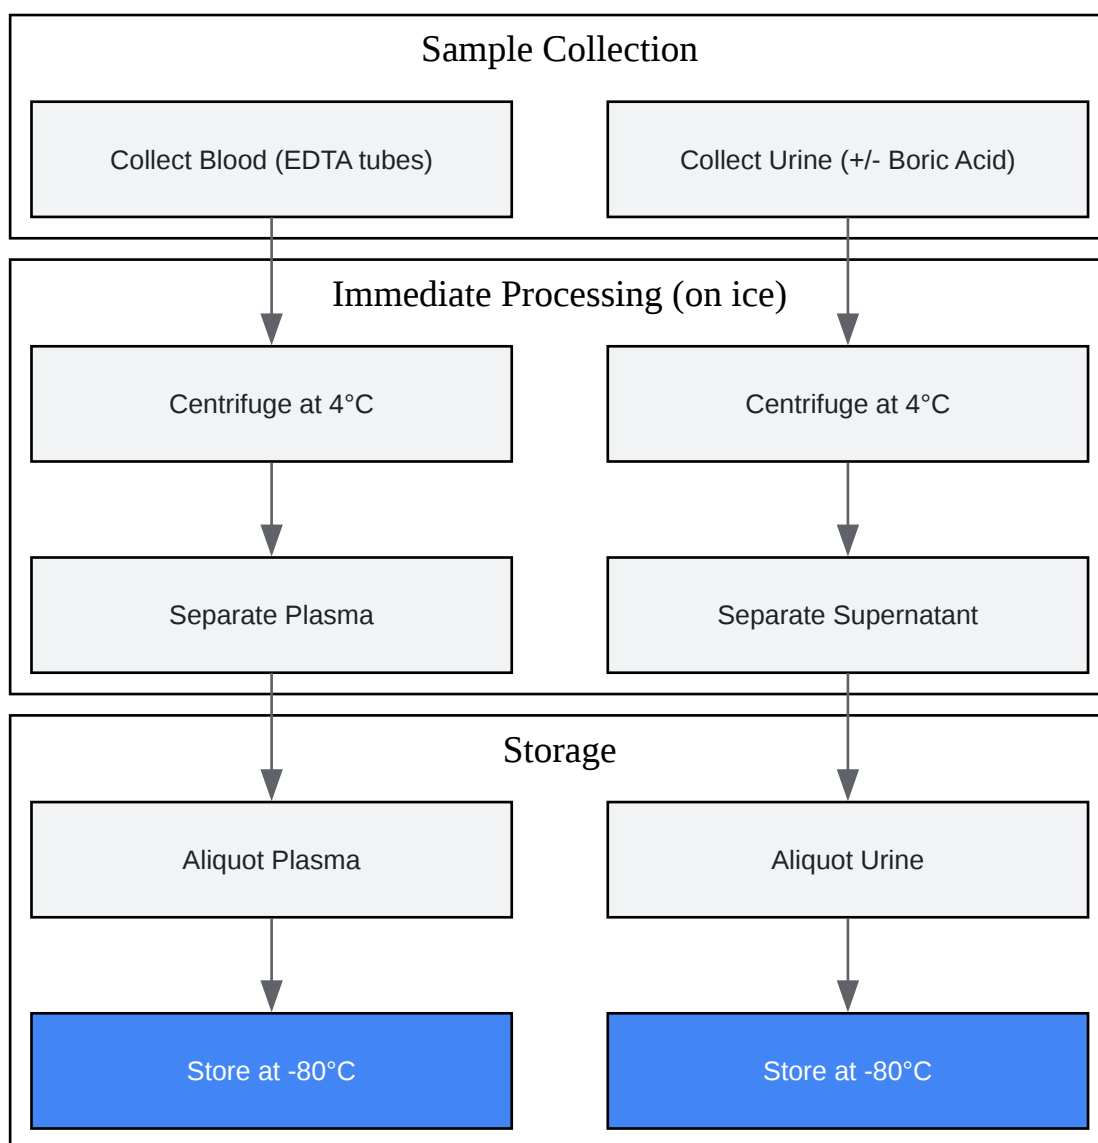 Sample Collection
Collect Blood (EDTA tubes)
Collect Urine (+/- Boric Acid)
Immediate Processing (on ice)
Centrifuge at 4°C
Centrifuge at 4°C
Separate Plasma
Separate Supernatant
Storage
Aliquot Plasma
Aliquot Urine
Store at -80°C
Store at -80°C